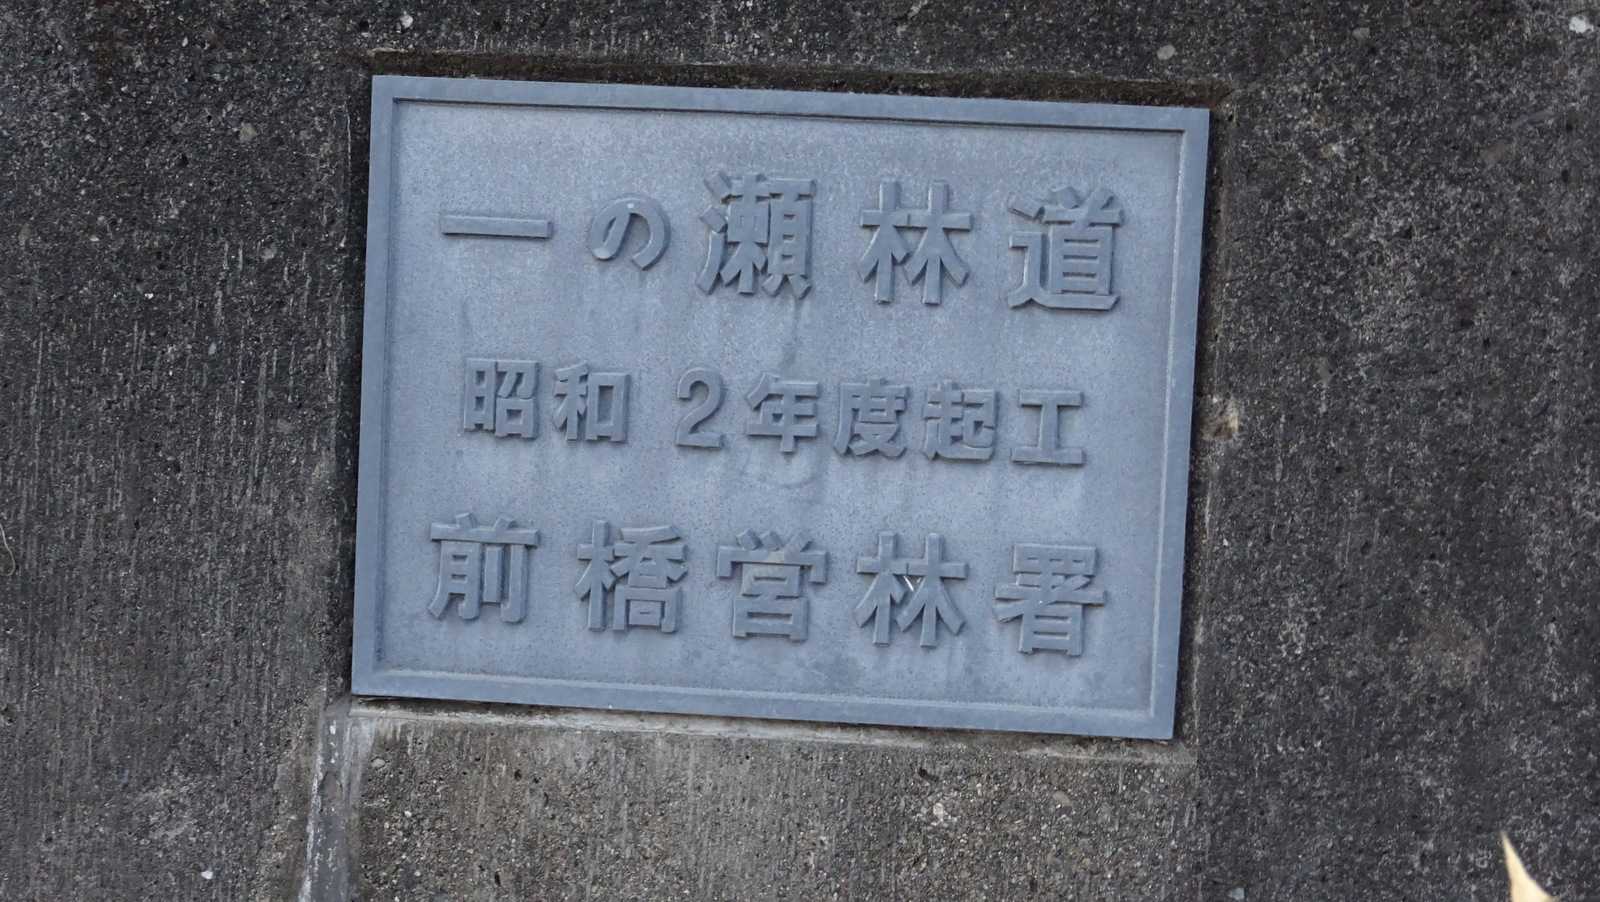 一の瀬林道
昭和 2年度起工
前橋営林署